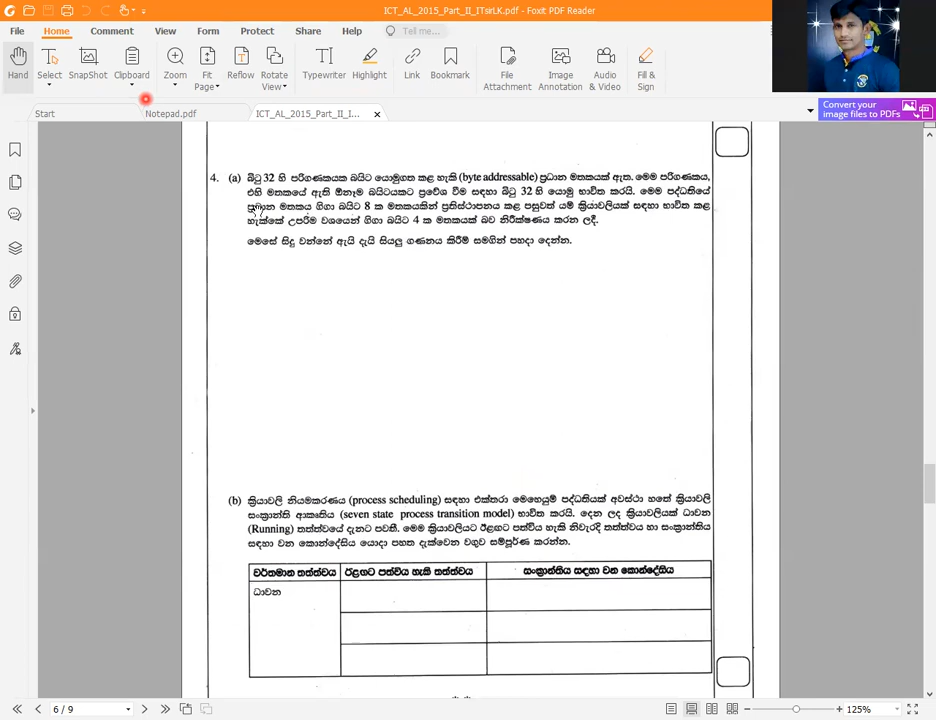 ICT_AL_2015_Part_II_ITsirLK.pdf - Foxit PDF Reader
File Home Comment View Form Protect Share Help Tell me...
Hand Select SnapShot Clipboard Zoom Fit Page Reflow Rotate View Typewriter Highlight Link Bookmark File Attachment Image Annotation Audio & Video Fill & Sign
Start Notepad.pdf ICT_AL_2015_Part_II_I...
Convert your image files to PDFs
4. (a) බිටු 32 හි පරිගණකයක බයිට යොමුගත කළ හැකි (byte addressable) ප්‍රධාන මතකයක් ඇත. මෙම පරිගණකය,
එහි මතකයේ ඇති ඕනෑම බයිටයකට ප්‍රවේශ වීම සඳහා බිටු 32 හි යොමු භාවිත කරයි. මෙම පද්ධතියේ
ප්‍රධාන මතකය ගිගා බයිට 8 ක මතකයකින් ප්‍රතිස්ථාපනය කළ පසුවත් යම් ක්‍රියාවලියක් සඳහා භාවිත කළ
හැක්කේ උපරිම වශයෙන් ගිගා බයිට 4 ක මතකයක් බව නිරීක්ෂණය කරන ලදී.
මෙසේ සිදු වන්නේ ඇයි දැයි සියලු ගණනය කිරීම් සමගින් පහදා දෙන්න.
(b) ක්‍රියාවලි නියමකරණය (process scheduling) සඳහා එක්තරා මෙහෙයුම් පද්ධතියක් අවස්ථා හතේ ක්‍රියාවලි
සංක්‍රාන්ති ආකෘතිය (seven state process transition model) භාවිත කරයි. දෙන ලද ක්‍රියාවලියක් ධාවන
(Running) තත්ත්වයේ දැනට පවතී. මෙම ක්‍රියාවලියට ඊළඟට පත්විය හැකි නිවැරදි තත්ත්වය හා සංක්‍රාන්තිය
සඳහා වන කොන්දේසිය යොදා පහත දැක්වෙන වගුව සම්පූර්ණ කරන්න.
වර්තමාන තත්ත්වය ඊළඟට පත්විය හැකි තත්ත්වය සංක්‍රාන්තිය සඳහා වන කොන්දේසිය
ධාවන
6 / 9 125%